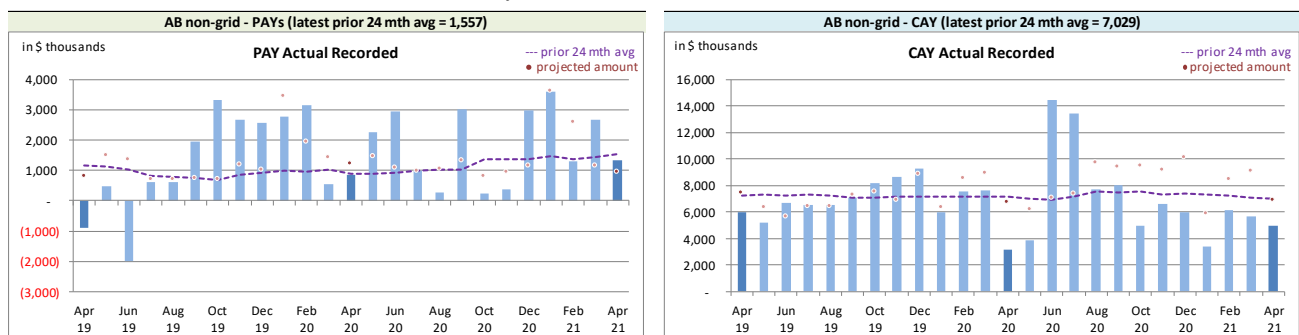 AB non-grid - PAYs (latest prior 24 mth avg = 1,557)
in $ thousands
PAY Actual Recorded
--- prior 24 mth avg
• projected amount
4,000
3,000
2,000
1,000
-
(1,000)
(2,000)
(3,000)
Apr Jun Aug Oct Dec Feb Apr Jun Aug Oct Dec Feb Apr
19 19 19 19 19 20 20 20 20 20 20 21 21
AB non-grid - CAY (latest prior 24 mth avg = 7,029)
in $ thousands
CAY Actual Recorded
--- prior 24 mth avg
• projected amount
16,000
14,000
12,000
10,000
8,000
6,000
4,000
2,000
-
Apr Jun Aug Oct Dec Feb Apr Jun Aug Oct Dec Feb Apr
19 19 19 19 19 20 20 20 20 20 20 21 21